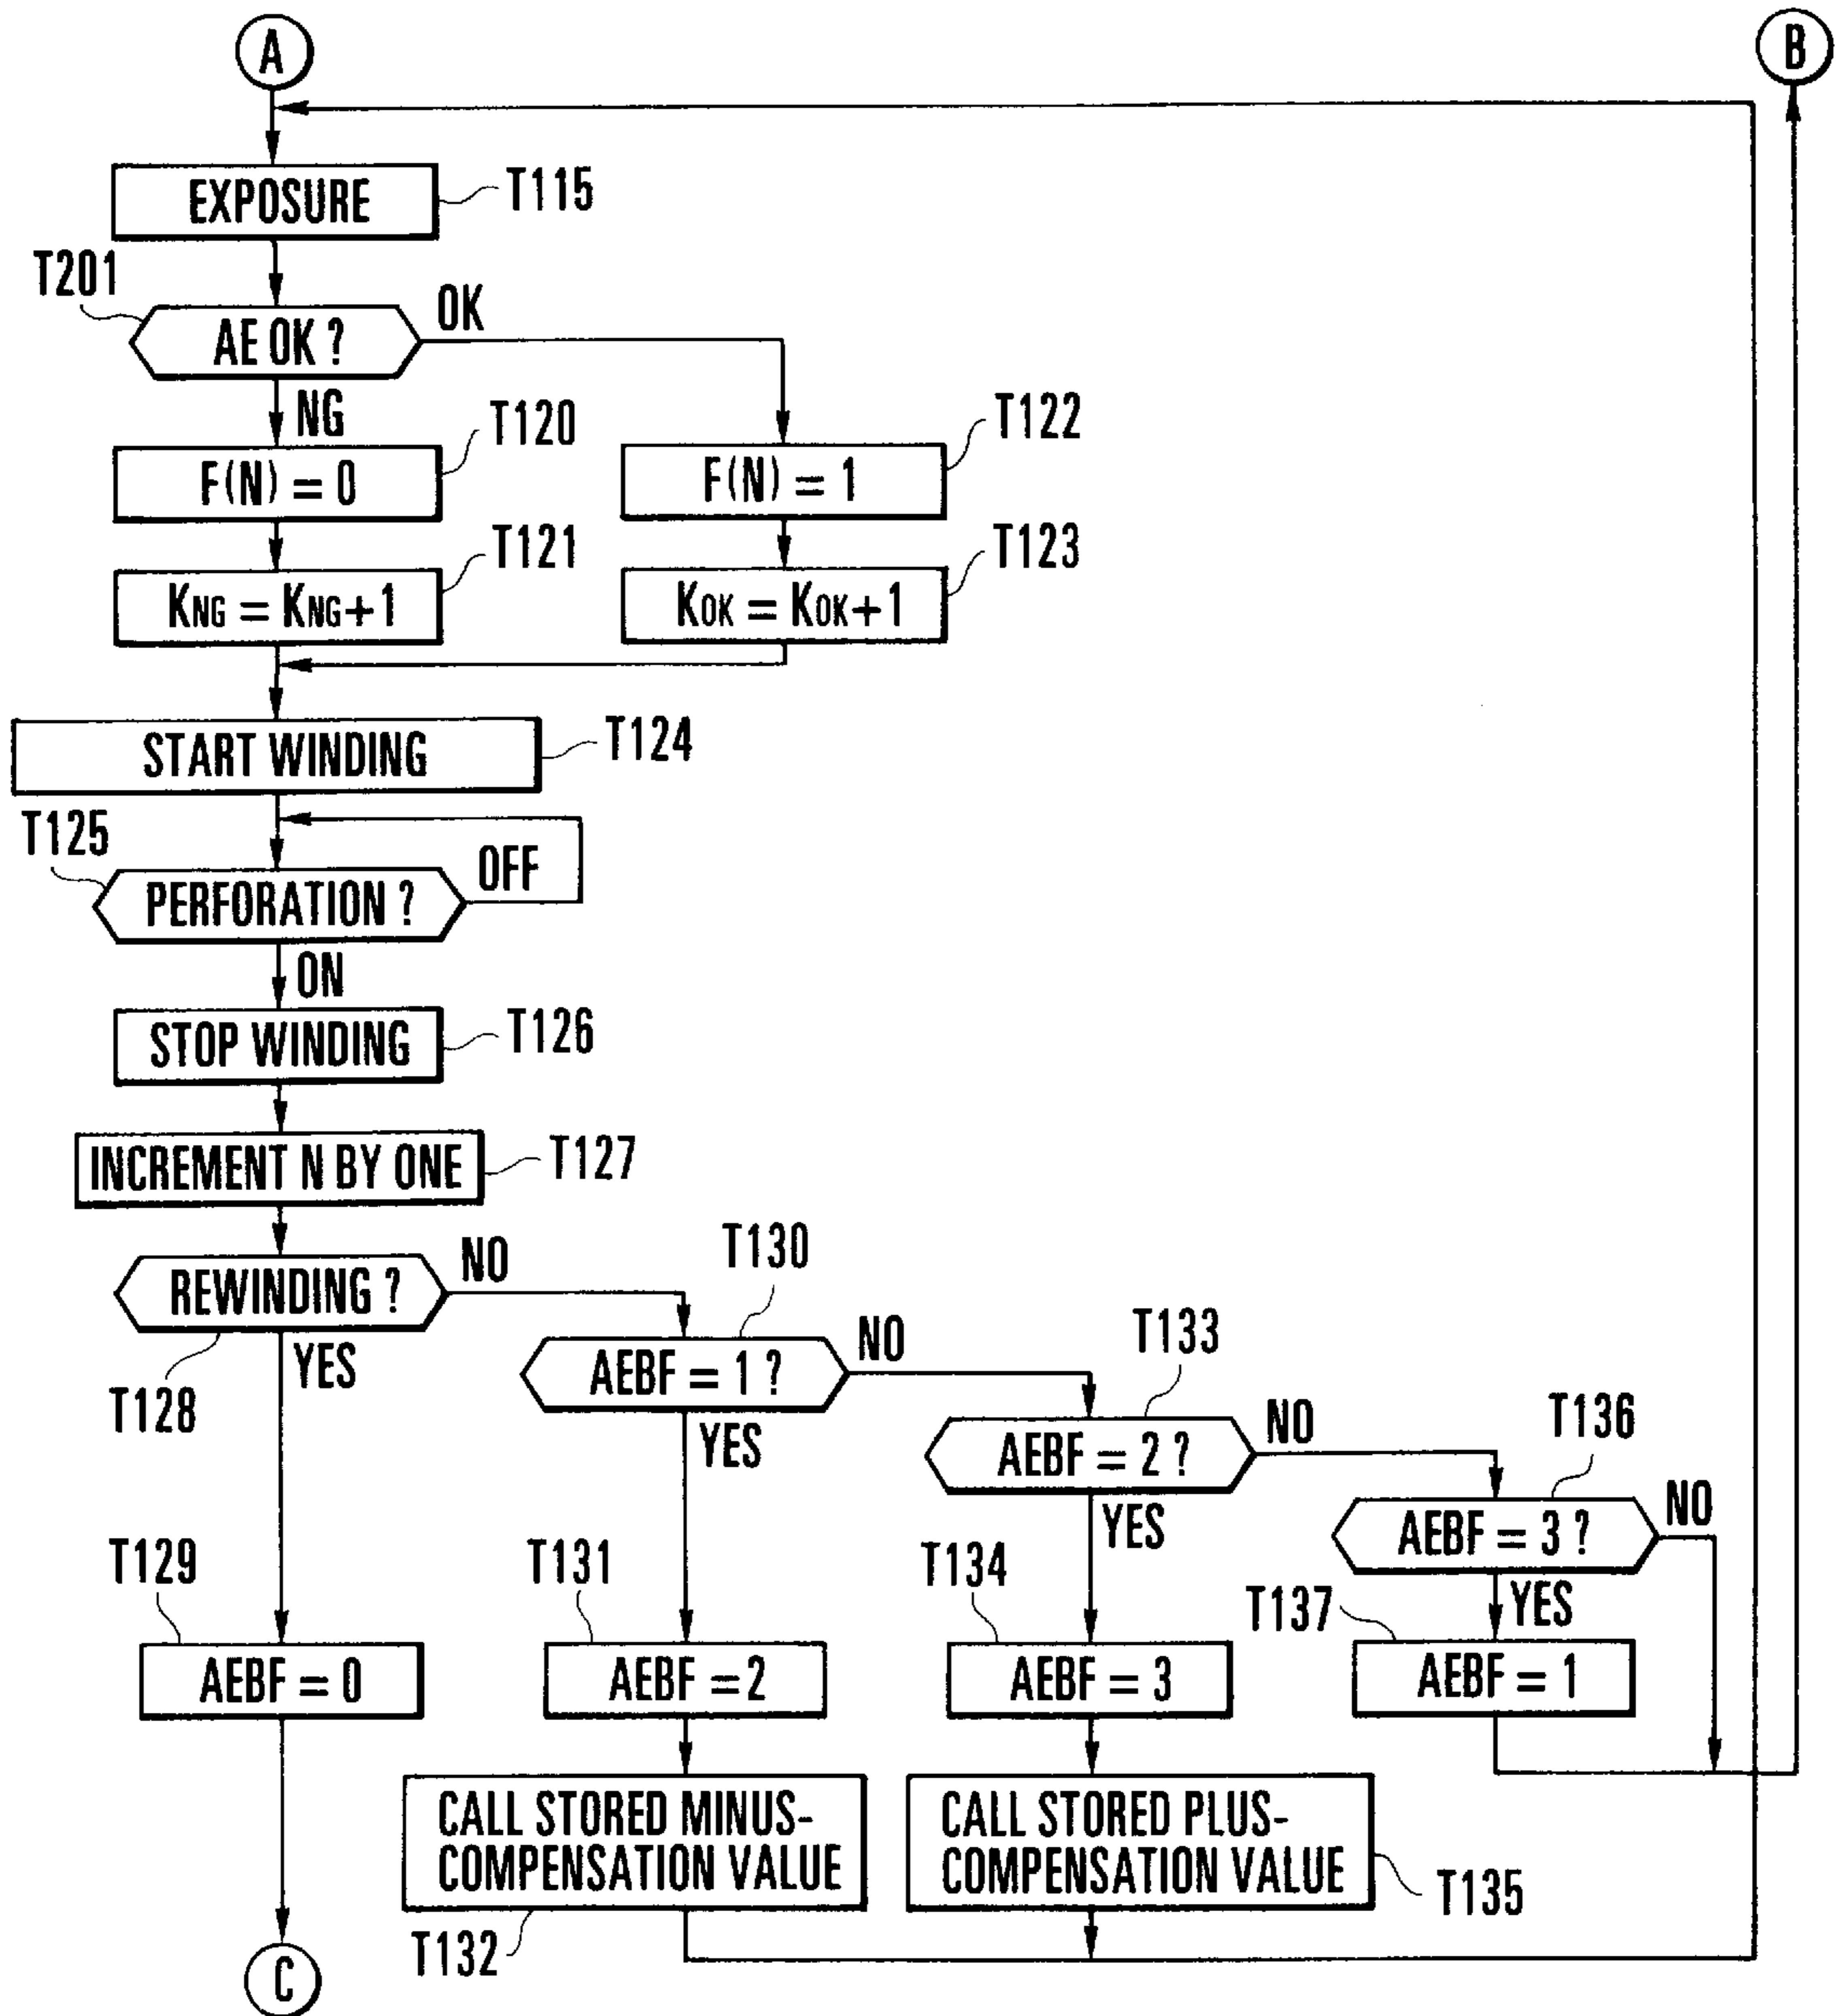 A
B
EXPOSURE
T115
T201
AE OK ?
OK
NG
T120
T122
F(N) = 0
F(N) = 1
T121
T123
KNG = KNG+1
KOK = KOK+1
START WINDING
T124
T125
PERFORATION ?
OFF
ON
STOP WINDING
T126
INCREMENT N BY ONE
T127
REWINDING ?
NO
T130
YES
T128
AEBF = 1 ?
NO
T133
YES
AEBF = 2 ?
NO
T136
YES
AEBF = 3 ?
NO
YES
T129
T131
T134
T137
AEBF = 0
AEBF = 2
AEBF = 3
AEBF = 1
CALL STORED MINUS-
COMPENSATION VALUE
T132
CALL STORED PLUS-
COMPENSATION VALUE
T135
C